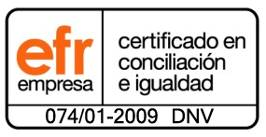 efr
empresa
certificado en
conciliación
e igualdad
074/01-2009 DNV